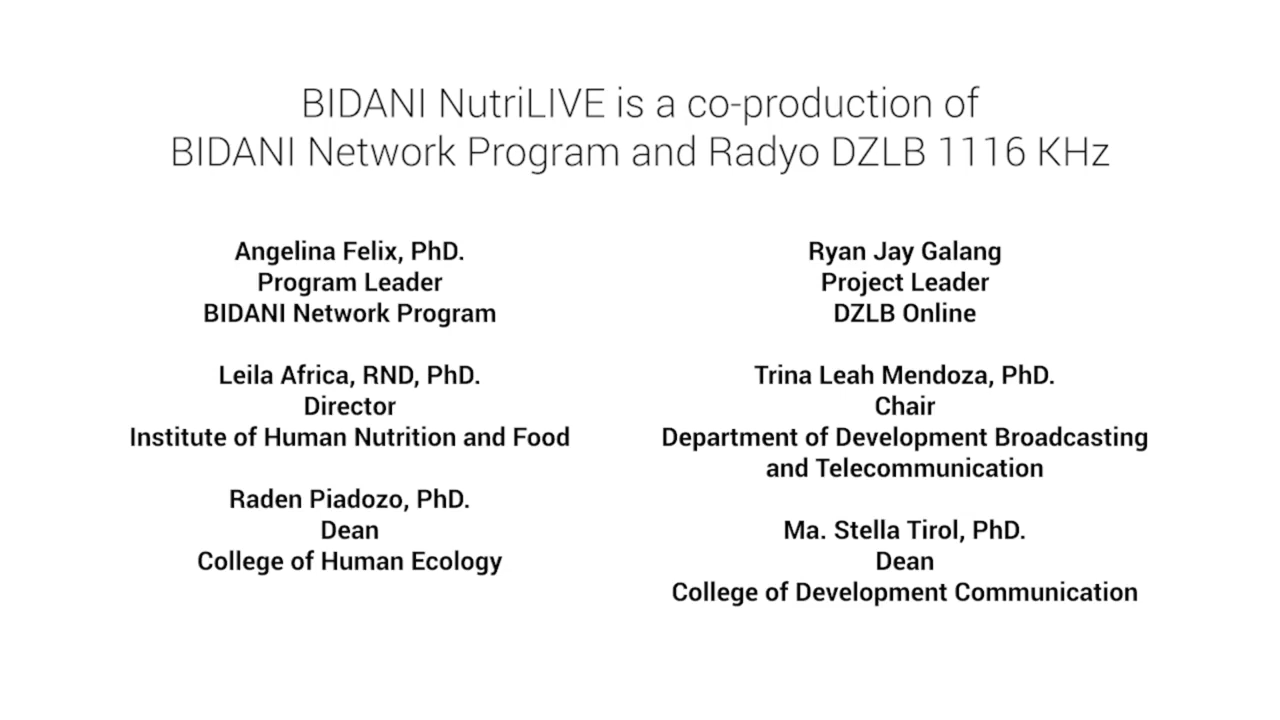 BIDANI NutriLIVE is a co-production of
BIDANI Network Program and Radyo DZLB 1116 KHz
Angelina Felix, PhD.
Program Leader
BIDANI Network Program
Leila Africa, RND, PhD.
Director
Institute of Human Nutrition and Food
Raden Piadozo, PhD.
Dean
College of Human Ecology
Ryan Jay Galang
Project Leader
DZLB Online
Trina Leah Mendoza, PhD.
Chair
Department of Development Broadcasting
and Telecommunication
Ma. Stella Tirol, PhD.
Dean
College of Development Communication